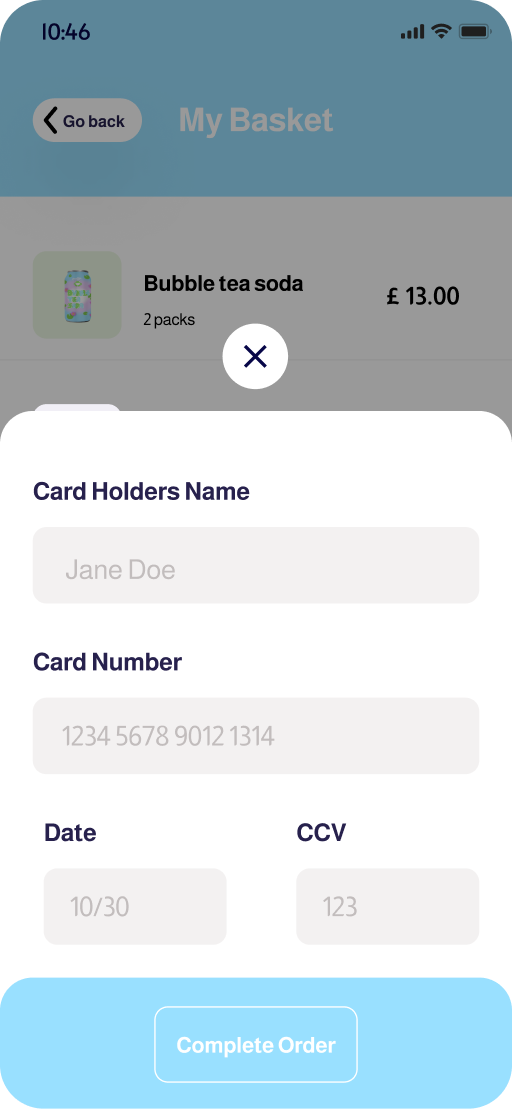 10:46
Go back
My Basket
Bubble tea soda
2 packs
£ 13.00
Card Holders Name
Jane Doe
Card Number
1234 5678 9012 1314
Date
CCV
10/30
123
Complete Order